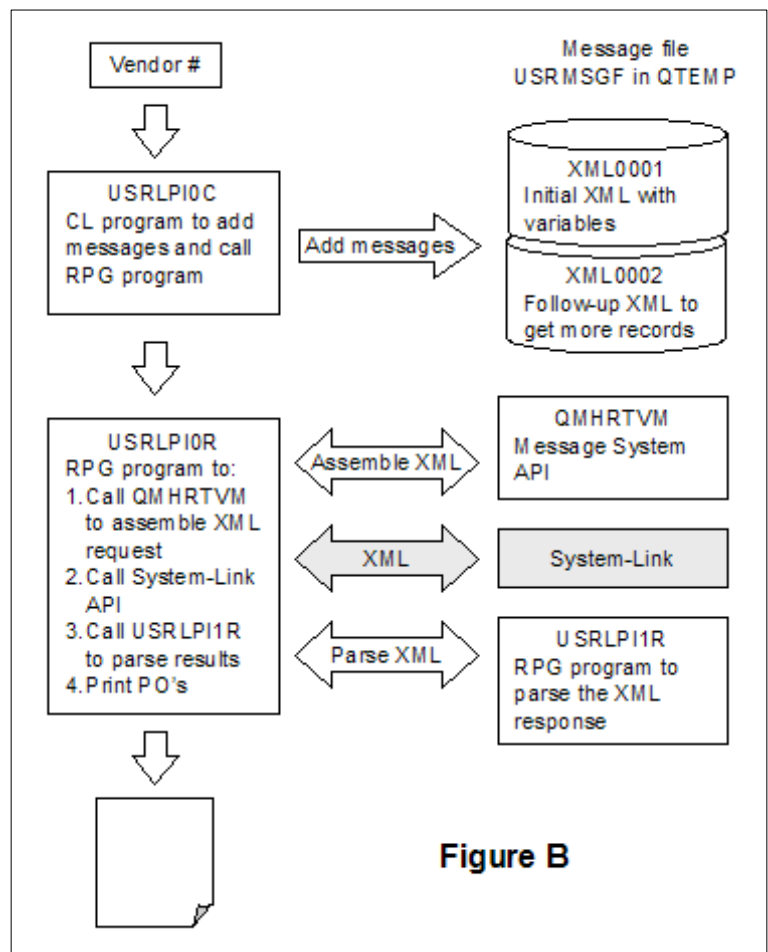 Vendor #
Message file
USRMSGF in QTEMP
USRLPI0C
CL program to add
messages and call
RPG program
Add messages
XML0001
Initial XML with
variables
XML0002
Follow-up XML to
get more records
USRLPI0R
RPG program to:
1. Call QMHRTVM
to assemble XML
request
2. Call System-Link
API
3. Call USRLPI1R
to parse results
4. Print PO's
Assemble XML
QMHRTVM
Message System
API
XML
System-Link
Parse XML
USRLPI1R
RPG program to
parse the XML
response
Figure B